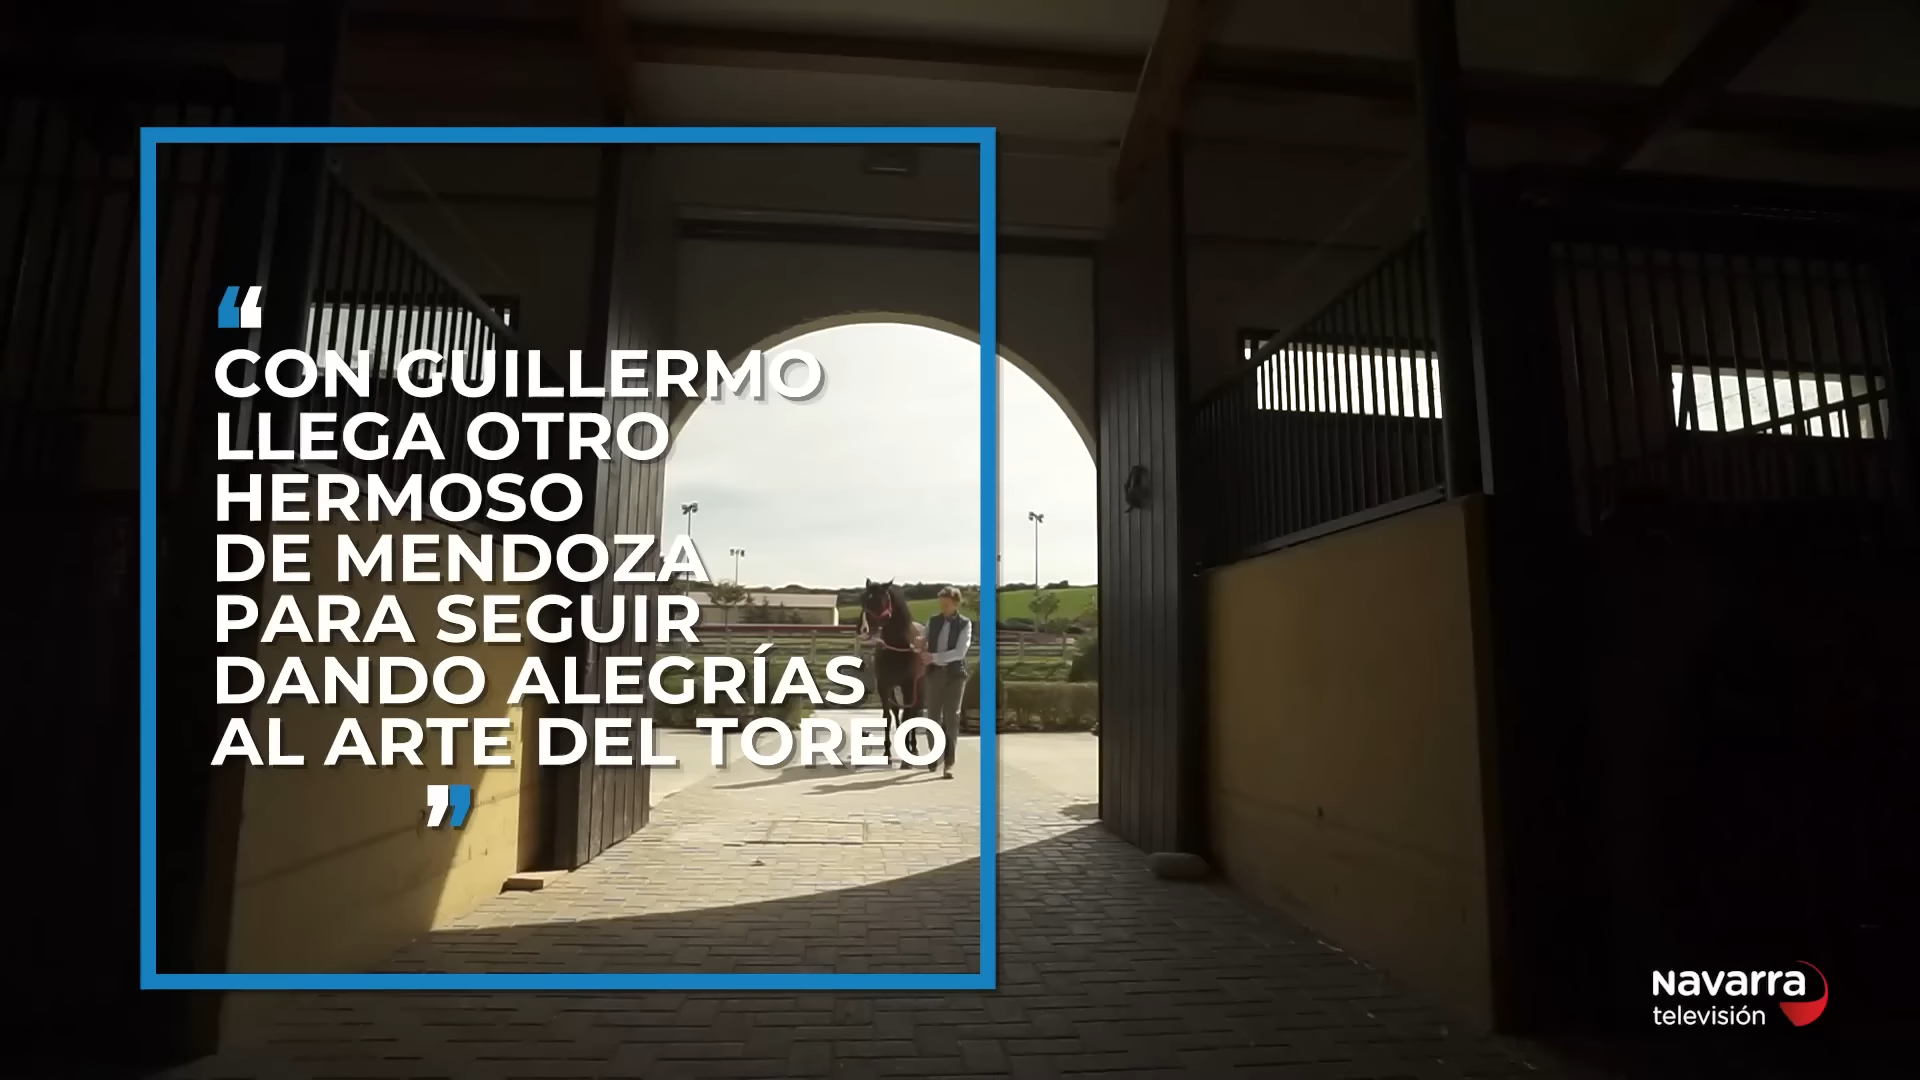 “
CON GUILLERMO
LLEGA OTRO
HERMOSO
DE MENDOZA
PARA SEGUIR
DANDO ALEGRÍAS
AL ARTE DEL TOREO
”
Navarra
televisión